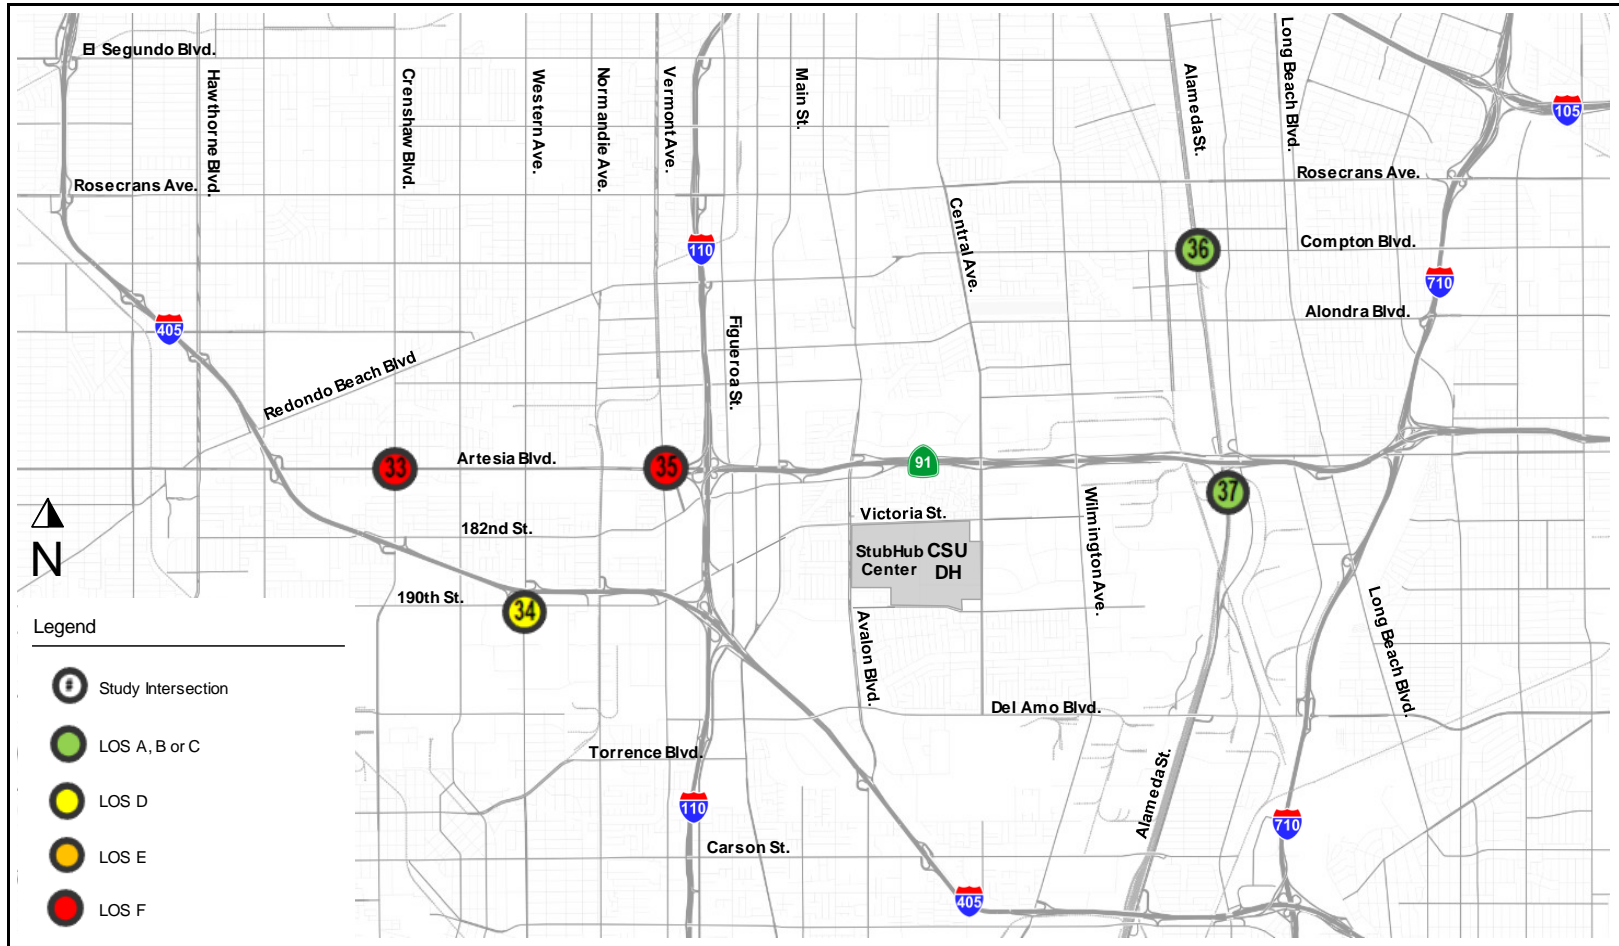 El Segundo Blvd.
Hawthorne Blvd.
Crenshaw Blvd.
Western Ave.
Normandie Ave.
Vermont Ave.
Main St.
Alameda St.
Long Beach Blvd.
105
Rosecrans Ave.
Rosecrans Ave.
Central Ave.
110
36
Compton Blvd.
710
Alondra Blvd.
405
Figueroa St.
Redondo Beach Blvd
33
Artesia Blvd.
35
91
37
Wilmington Ave.
Victoria St.
182nd St.
StubHub
Center
CSU
DH
N
190th St.
34
Avalon Blvd.
Long Beach Blvd.
Del Amo Blvd.
Torrence Blvd.
Alameda St.
110
710
Carson St.
405
Legend
# Study Intersection
LOS A, B or C
LOS D
LOS E
LOS F